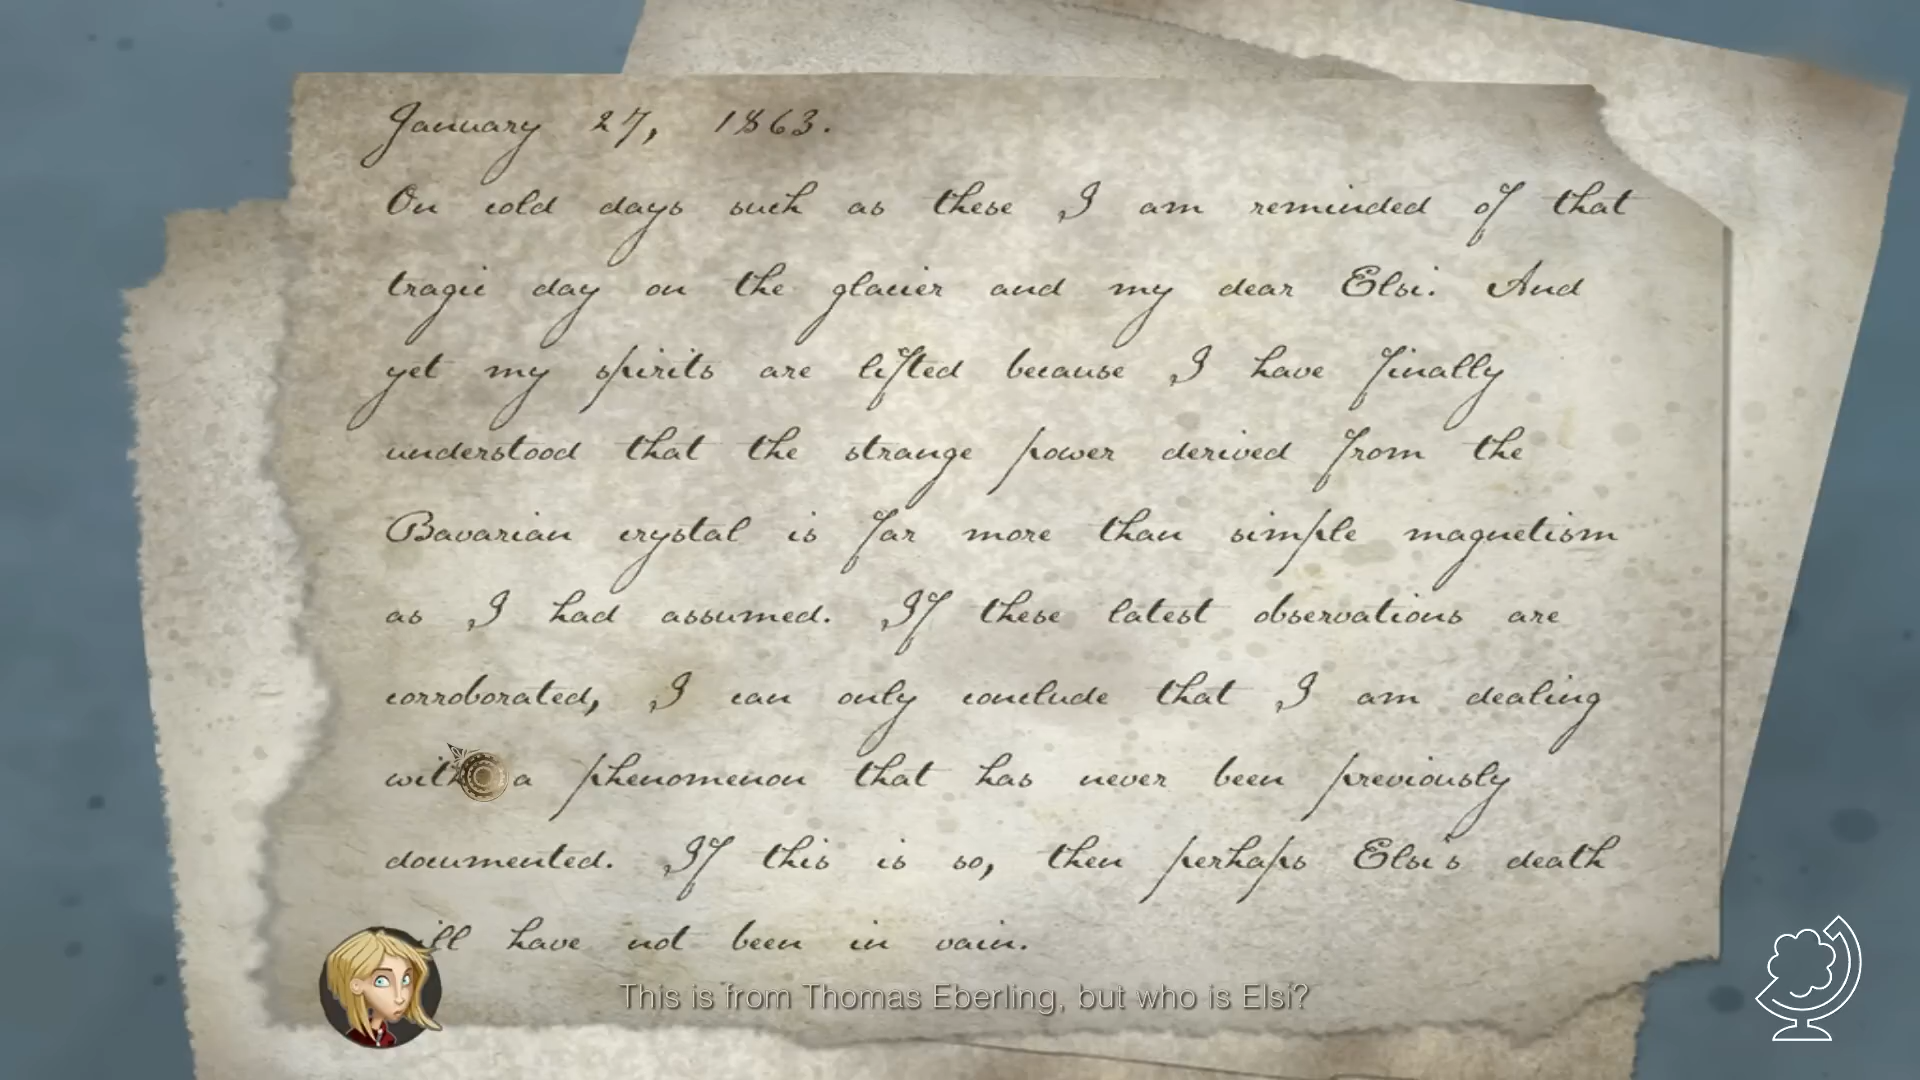 January 27, 1863.
On cold days such as these I am reminded of that
tragic day on the glacier and my dear Elsi. And
yet my spirits are lifted because I have finally
understood that the strange power derived from the
Bavarian crystal is far more than simple magnetism
as I had assumed. If these latest observations are
corroborated, I can only conclude that I am dealing
with a phenomenon that has never been previously
documented. If this is so, then perhaps Elsi's death
will have not been in vain.
This is from Thomas Eberling, but who is Elsi?